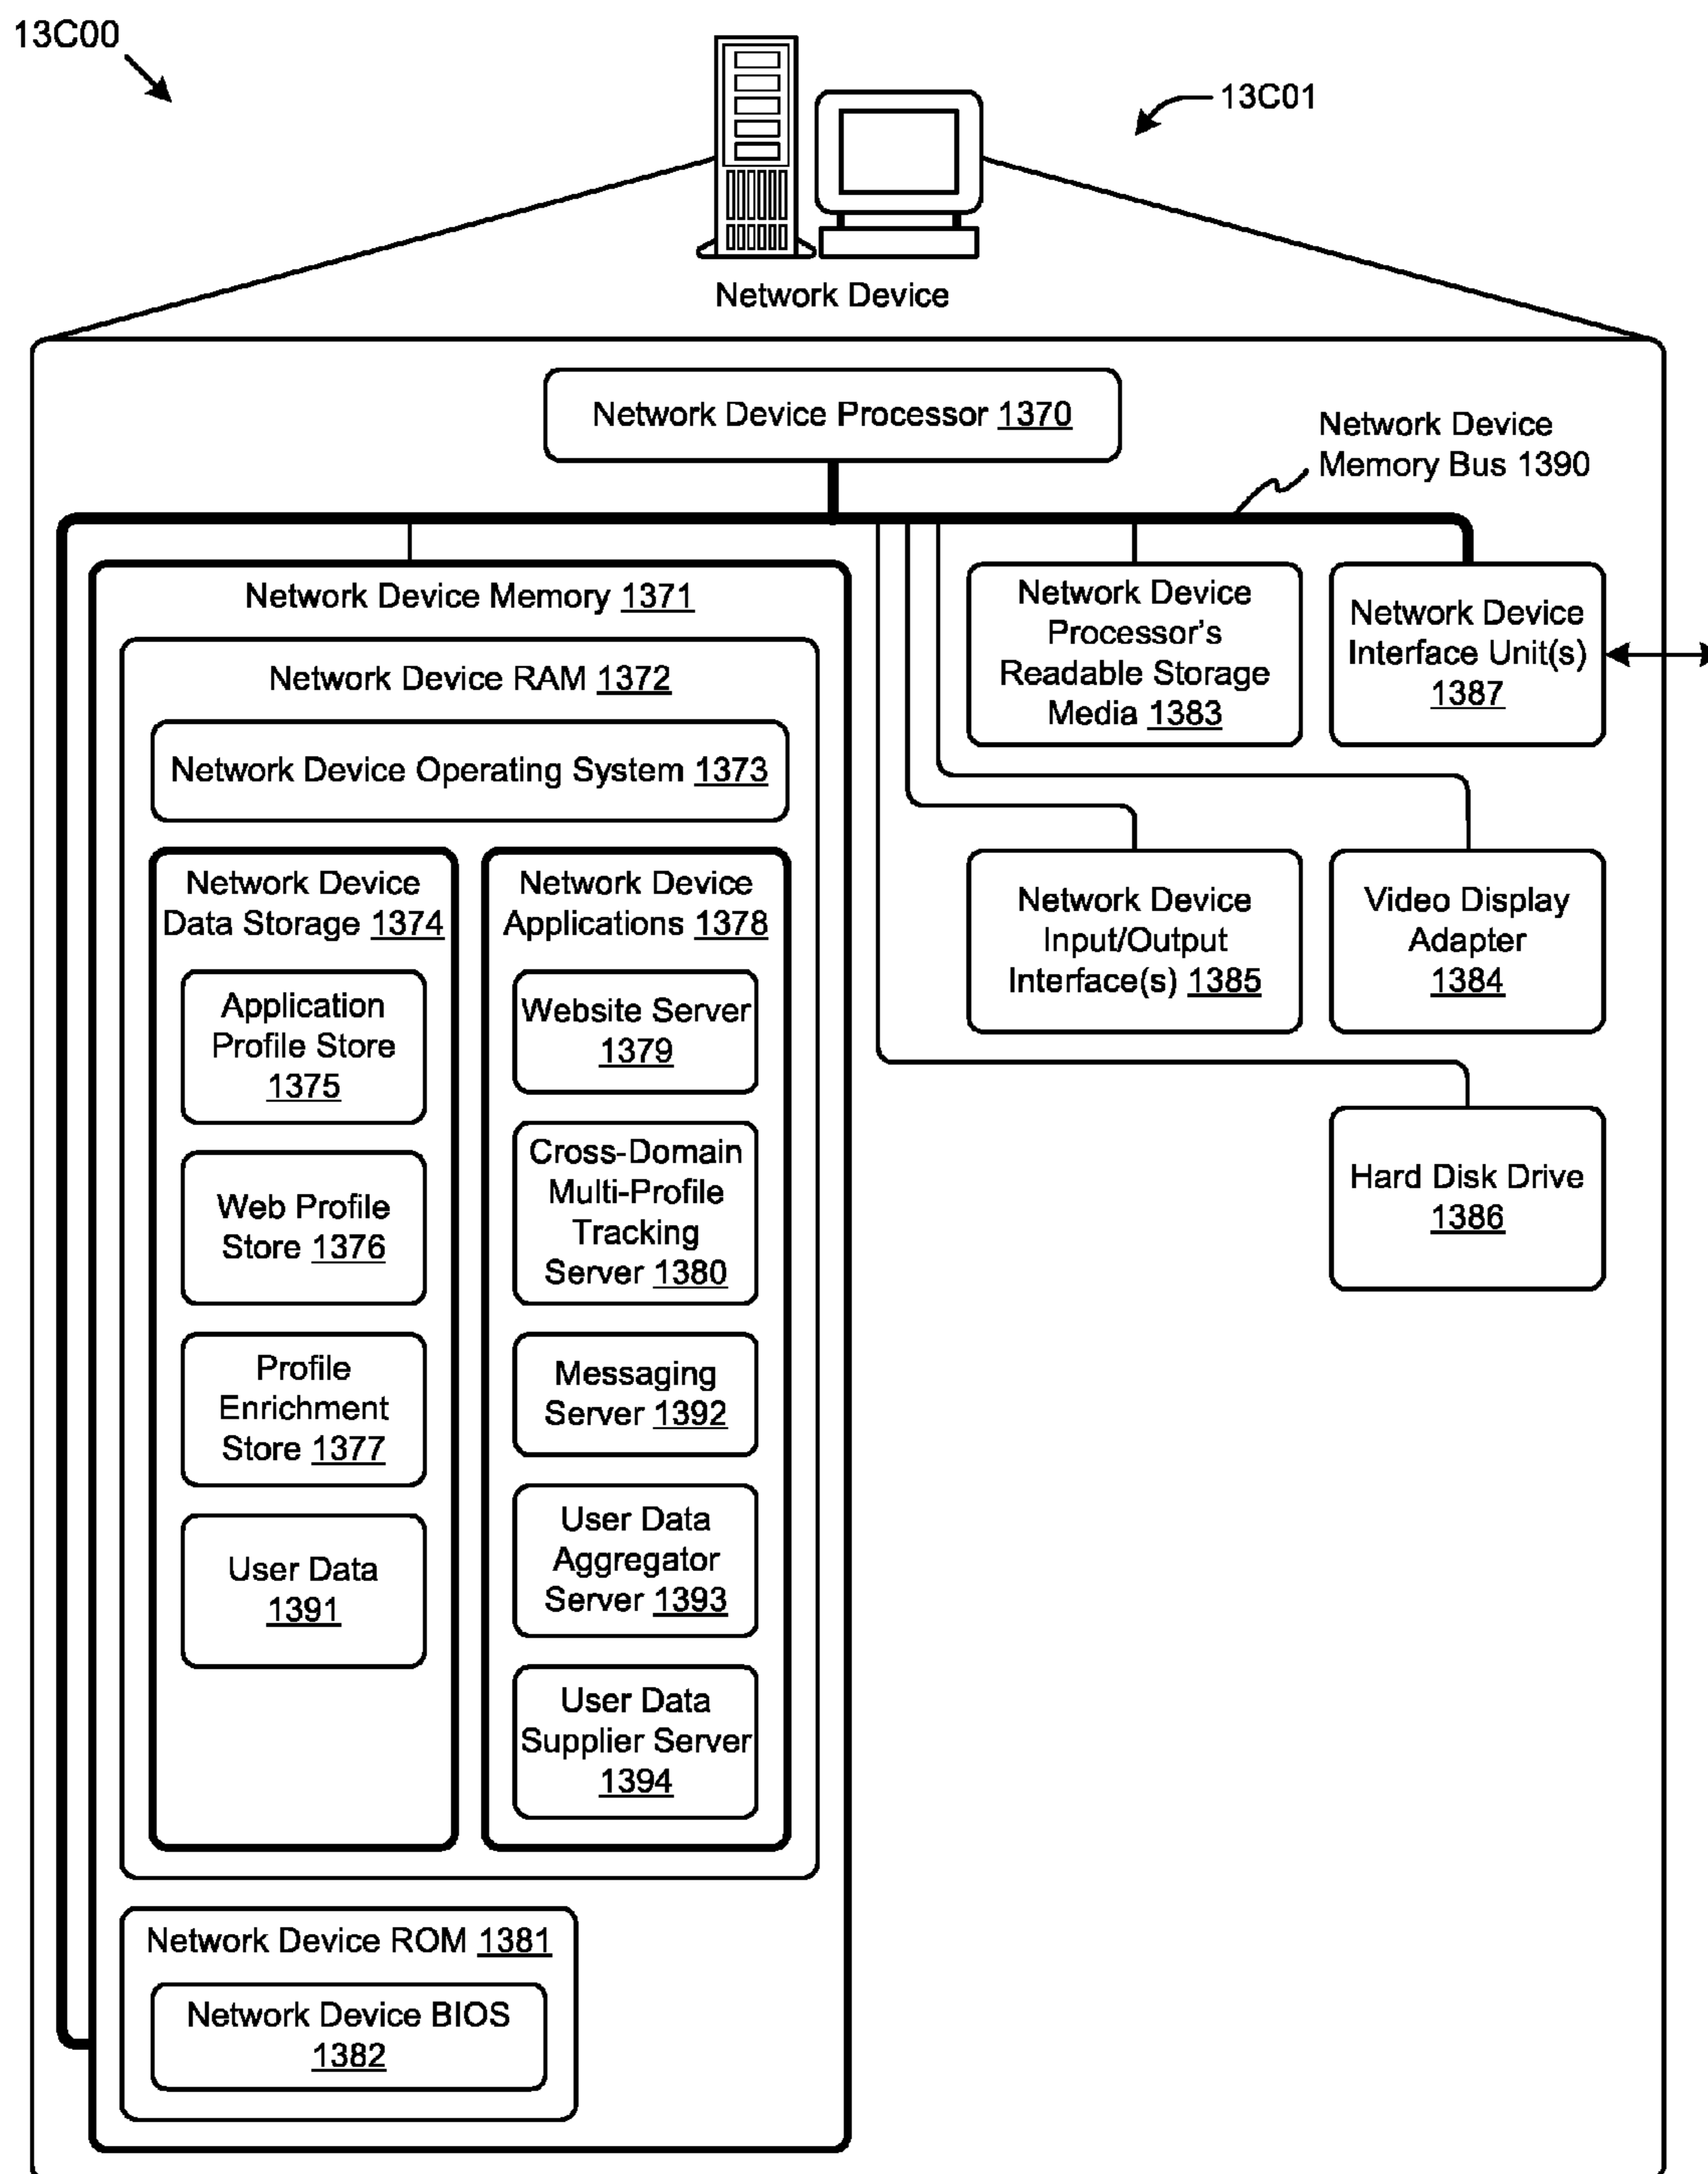 13C00
13C01
Network Device
Network Device Processor 1370
Network Device
Memory Bus 1390
Network Device Memory 1371
Network Device RAM 1372
Network Device Operating System 1373
Network Device
Data Storage 1374
Application
Profile Store
1375
Web Profile
Store 1376
Profile
Enrichment
Store 1377
User Data
1391
Network Device
Applications 1378
Website Server
1379
Cross-Domain
Multi-Profile
Tracking
Server 1380
Messaging
Server 1392
User Data
Aggregator
Server 1393
User Data
Supplier Server
1394
Network Device ROM 1381
Network Device BIOS
1382
Network Device
Processor’s
Readable Storage
Media 1383
Network Device
Interface Unit(s)
1387
Network Device
Input/Output
Interface(s) 1385
Video Display
Adapter
1384
Hard Disk Drive
1386